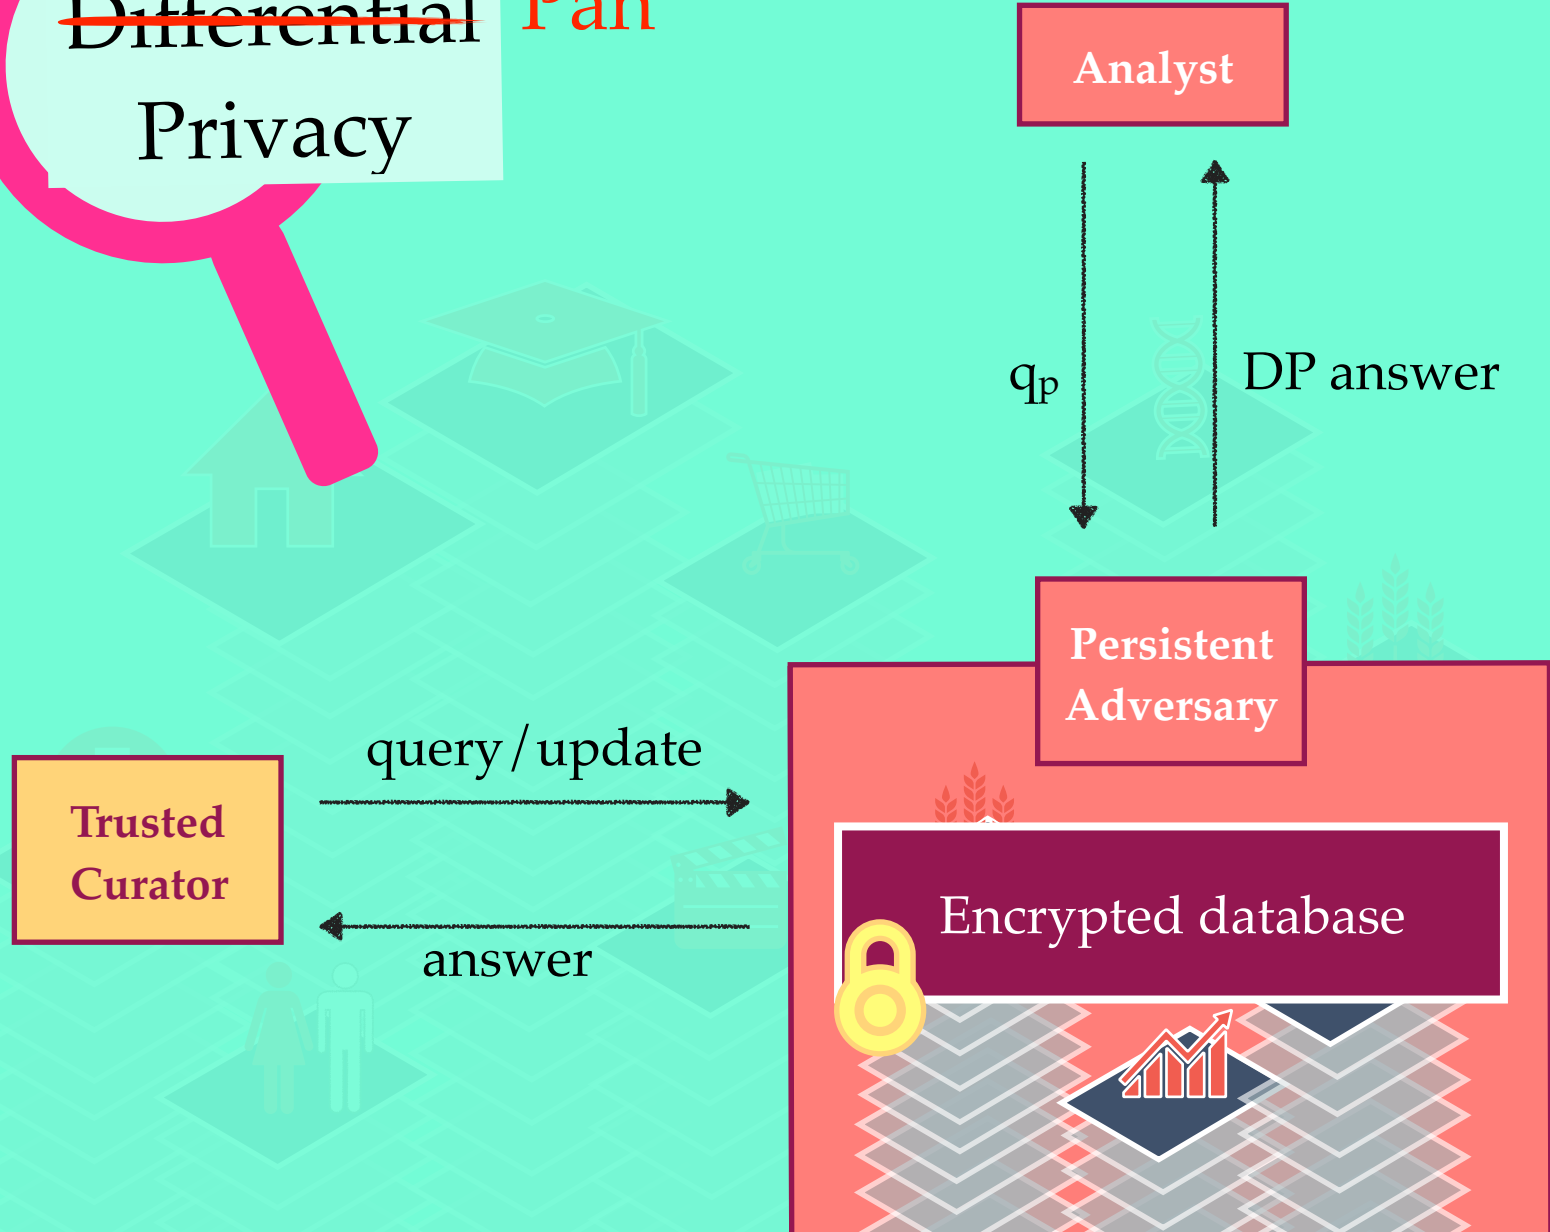 Differential Pan
Privacy
Analyst
qp
DP answer
Persistent
Adversary
query/update
Trusted
Curator
answer
Encrypted database